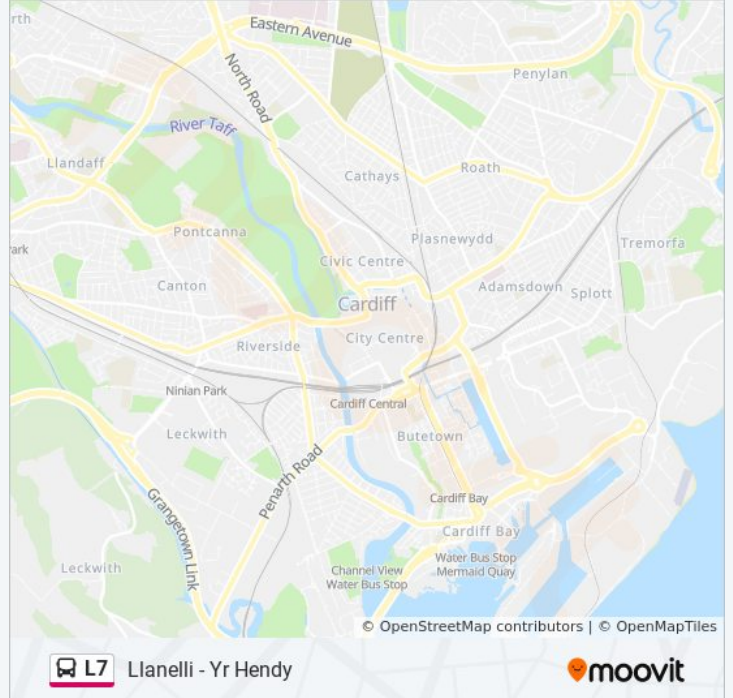 rth
Eastern Avenue
North Road
Penylan
River Taff
Llandaff
Cathays
Roath
Pontcanna
Plasnewydd
Tremorfa
ark
Civic Centre
Canton
Adamsdown
Splott
Cardiff
City Centre
Riverside
Ninian Park
Cardiff Central
Leckwith
Butetown
Penarth Road
Grangetown Link
Cardiff Bay
Cardiff Bay
Water Bus Stop
Mermaid Quay
Leckwith
Channel View
Water Bus Stop
© OpenStreetMap contributors | © OpenMapTiles
L7 Llanelli - Yr Hendy
moovit